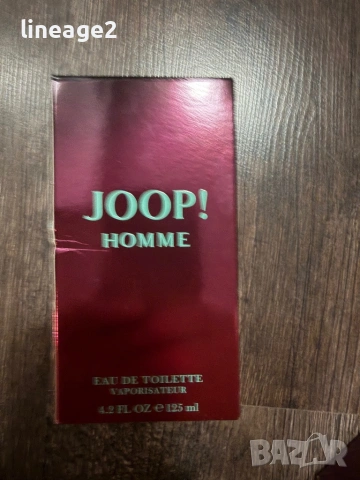 lineage2
JOOP!
HOMME
EAU DE TOILETTE
VAPORISATEUR
4.2 FL OZ ℮ 125 ml
BAZAR